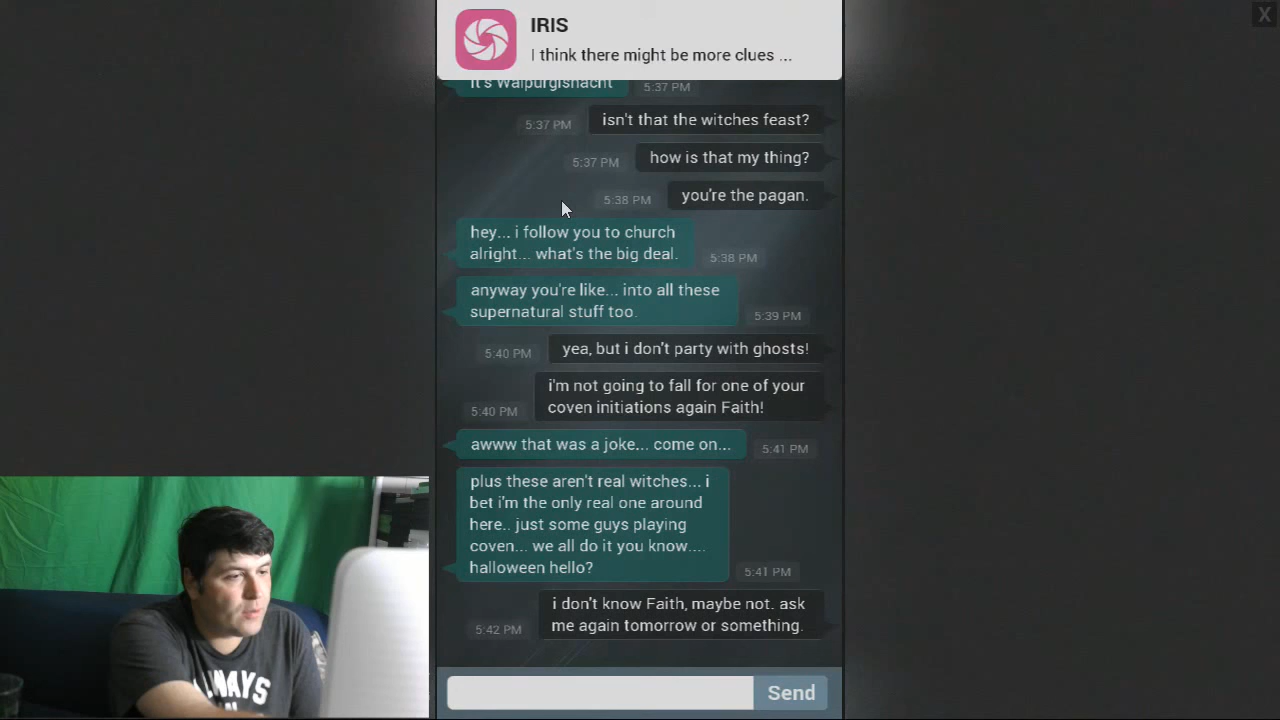 X
IRIS
I think there might be more clues ...
it's Walpurgisnacht
5:37 PM
isn't that the witches feast?
5:37 PM
how is that my thing?
5:37 PM
you're the pagan.
5:38 PM
hey... i follow you to church
alright... what's the big deal.
5:38 PM
anyway you're like... into all these
supernatural stuff too.
5:39 PM
yea, but i don't party with ghosts!
5:40 PM
i'm not going to fall for one of your
coven initiations again Faith!
5:40 PM
awww that was a joke... come on...
5:41 PM
plus these aren't real witches... i
bet i'm the only real one around
here.. just some guys playing
coven... we all do it you know....
halloween hello?
5:41 PM
i don't know Faith, maybe not. ask
me again tomorrow or something.
5:42 PM
Send